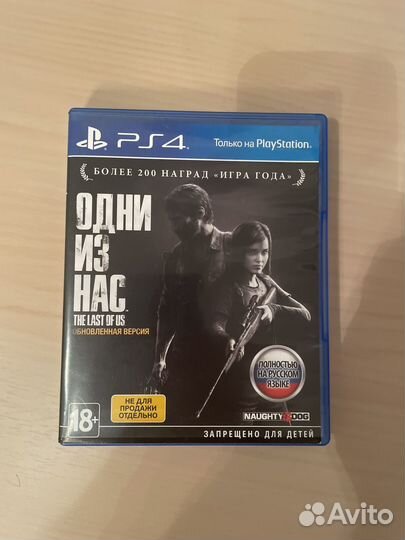 PS4
Только на PlayStation.
БОЛЕЕ 200 НАГРАД «ИГРА ГОДА»
ОДНИ
ИЗ
НАС
THE LAST OF US
ОБНОВЛЕННАЯ ВЕРСИЯ
ПОЛНОСТЬЮ
НА РУССКОМ
ЯЗЫКЕ
18+
НЕ ДЛЯ
ПРОДАЖИ
ОТДЕЛЬНО
NAUGHTY DOG
ЗАПРЕЩЕНО ДЛЯ ДЕТЕЙ
Avito